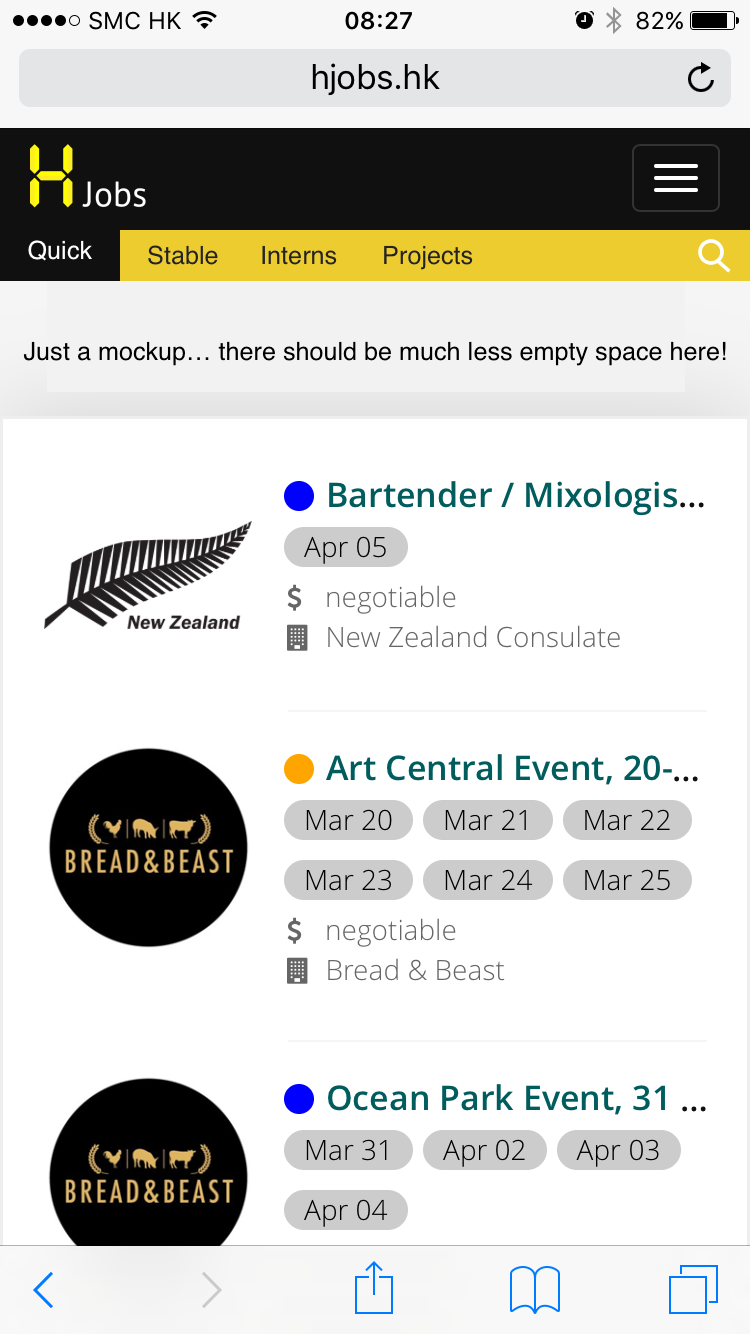 SMC HK 08:27 82%
hjobs.hk
H Jobs
Quick Stable Interns Projects
Just a mockup... there should be much less empty space here!
Bartender / Mixologis...
Apr 05
$ negotiable
New Zealand
New Zealand Consulate
Art Central Event, 20-...
Mar 20 Mar 21 Mar 22
BREAD&BEAST
Mar 23 Mar 24 Mar 25
$ negotiable
Bread & Beast
Ocean Park Event, 31 ...
Mar 31 Apr 02 Apr 03
BREAD&BEAST
Apr 04